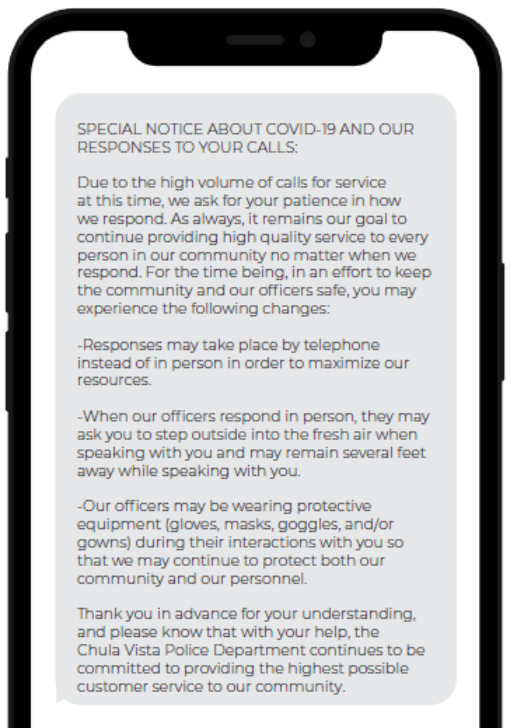 SPECIAL NOTICE ABOUT COVID-19 AND OUR
RESPONSES TO YOUR CALLS:
Due to the high volume of calls for service
at this time, we ask for your patience in how
we respond. As always, it remains our goal to
continue providing high quality service to every
person in our community no matter when we
respond. For the time being, in an effort to keep
the community and our officers safe, you may
experience the following changes:
-Responses may take place by telephone
instead of in person in order to maximize our
resources.
-When our officers respond in person, they may
ask you to step outside into the fresh air when
speaking with you and may remain several feet
away while speaking with you.
-Our officers may be wearing protective
equipment (gloves, masks, goggles, and/or
gowns) during their interactions with you so
that we may continue to protect both our
community and our personnel.
Thank you in advance for your understanding,
and please know that with your help, the
Chula Vista Police Department continues to be
committed to providing the highest possible
customer service to our community.